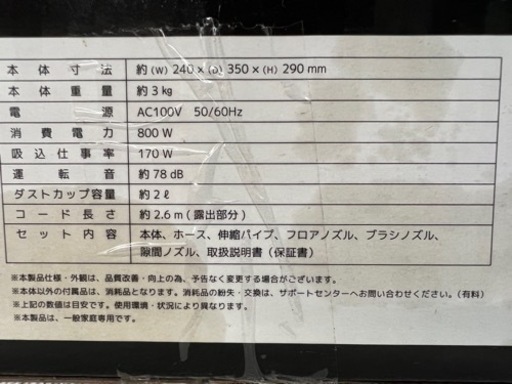 本体寸法 約(W) 240×(D) 350×(H) 290 mm
本体重量 約3 kg
電源 AC100V 50/60Hz
消費電力 800 W
吸込仕事率 170 W
運転音 約78 dB
ダストカップ容量 約2ℓ
コード長さ 約2.6 m(露出部分)
セット内容 本体、ホース、伸縮パイプ、フロアノズル、ブラシノズル、
隙間ノズル、取扱説明書(保証書)
※本製品仕様・外観は、品質改善・向上の為、予告なく変更する場合がございます。
※本体以外の付属品は、消耗品となります。消耗品の紛失・交換は、サポートセンターへお問い合わせください。(有料)
※上記の数値は目安です。使用環境・状況により異なります。
※本製品は、一般家庭専用です。